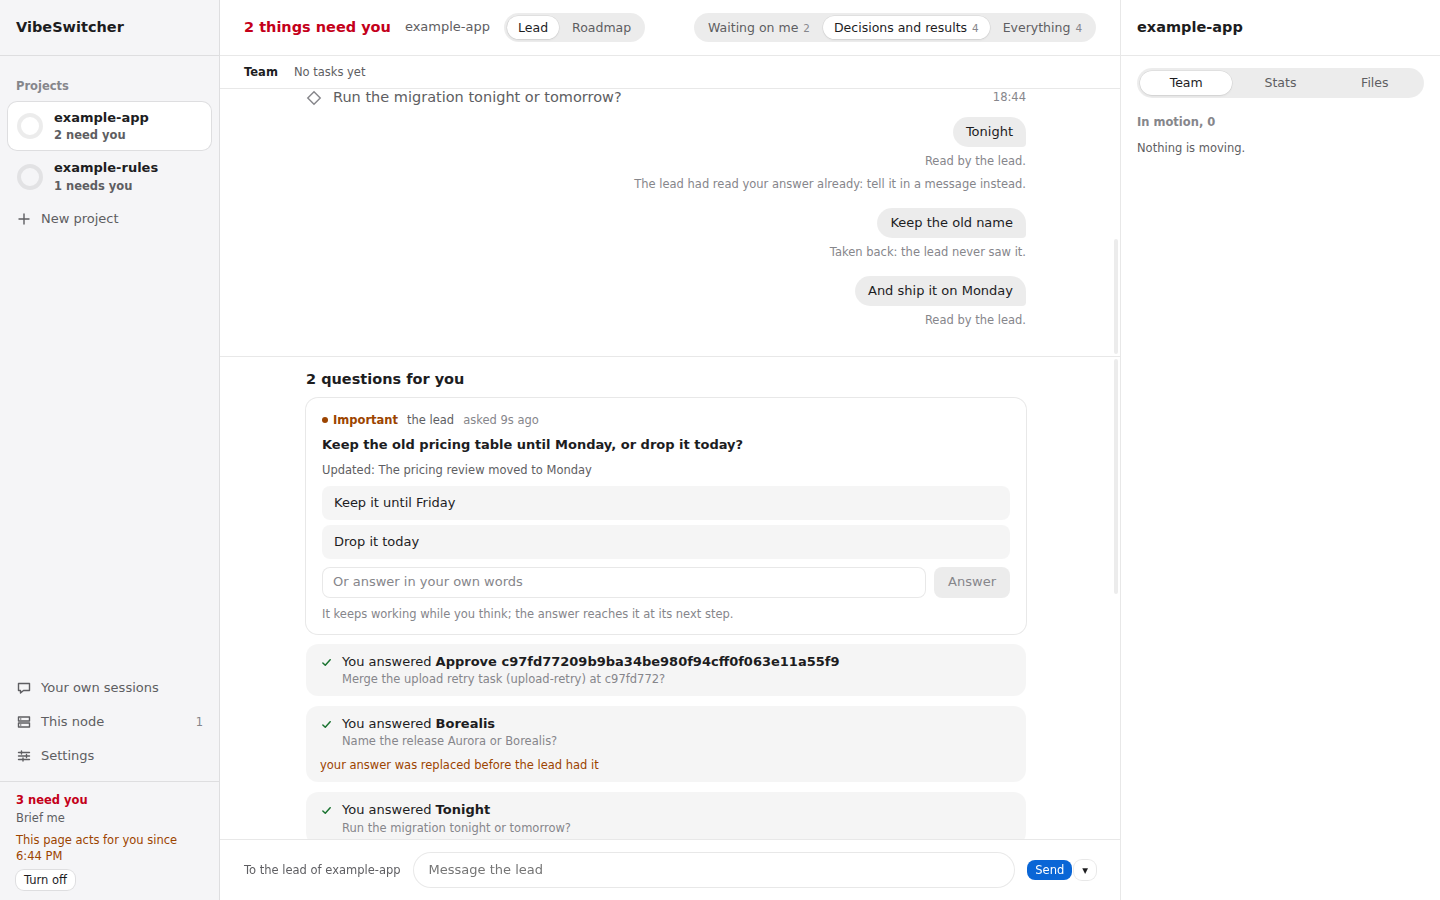 VibeSwitcher
Projects
example-app
2 need you
example-rules
1 needs you
New project
Your own sessions
This node 1
Settings
3 need you
Brief me
This page acts for you since
6:44 PM
Turn off
2 things need you example-app Lead Roadmap Waiting on me 2 Decisions and results 4 Everything 4
Team No tasks yet
Run the migration tonight or tomorrow? 18:44
Tonight
Read by the lead.
The lead had read your answer already: tell it in a message instead.
Keep the old name
Taken back: the lead never saw it.
And ship it on Monday
Read by the lead.
2 questions for you
Important the lead asked 9s ago
Keep the old pricing table until Monday, or drop it today?
Updated: The pricing review moved to Monday
Keep it until Friday
Drop it today
Or answer in your own words Answer
It keeps working while you think; the answer reaches it at its next step.
You answered Approve c97fd77209b9ba34be980f94cff0f063e11a55f9
Merge the upload retry task (upload-retry) at c97fd772?
You answered Borealis
Name the release Aurora or Borealis?
your answer was replaced before the lead had it
You answered Tonight
Run the migration tonight or tomorrow?
To the lead of example-app Message the lead Send
example-app
Team Stats Files
In motion, 0
Nothing is moving.